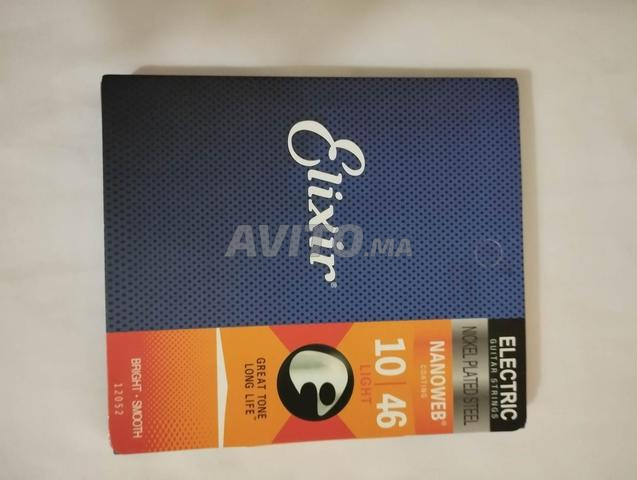 Elixir®
AVITO.MA
ELECTRIC
GUITAR STRINGS
NICKEL PLATED STEEL
NANOWEB®
COATING
10 | 46
LIGHT
GREAT TONE
LONG LIFE™
BRIGHT • SMOOTH
12052